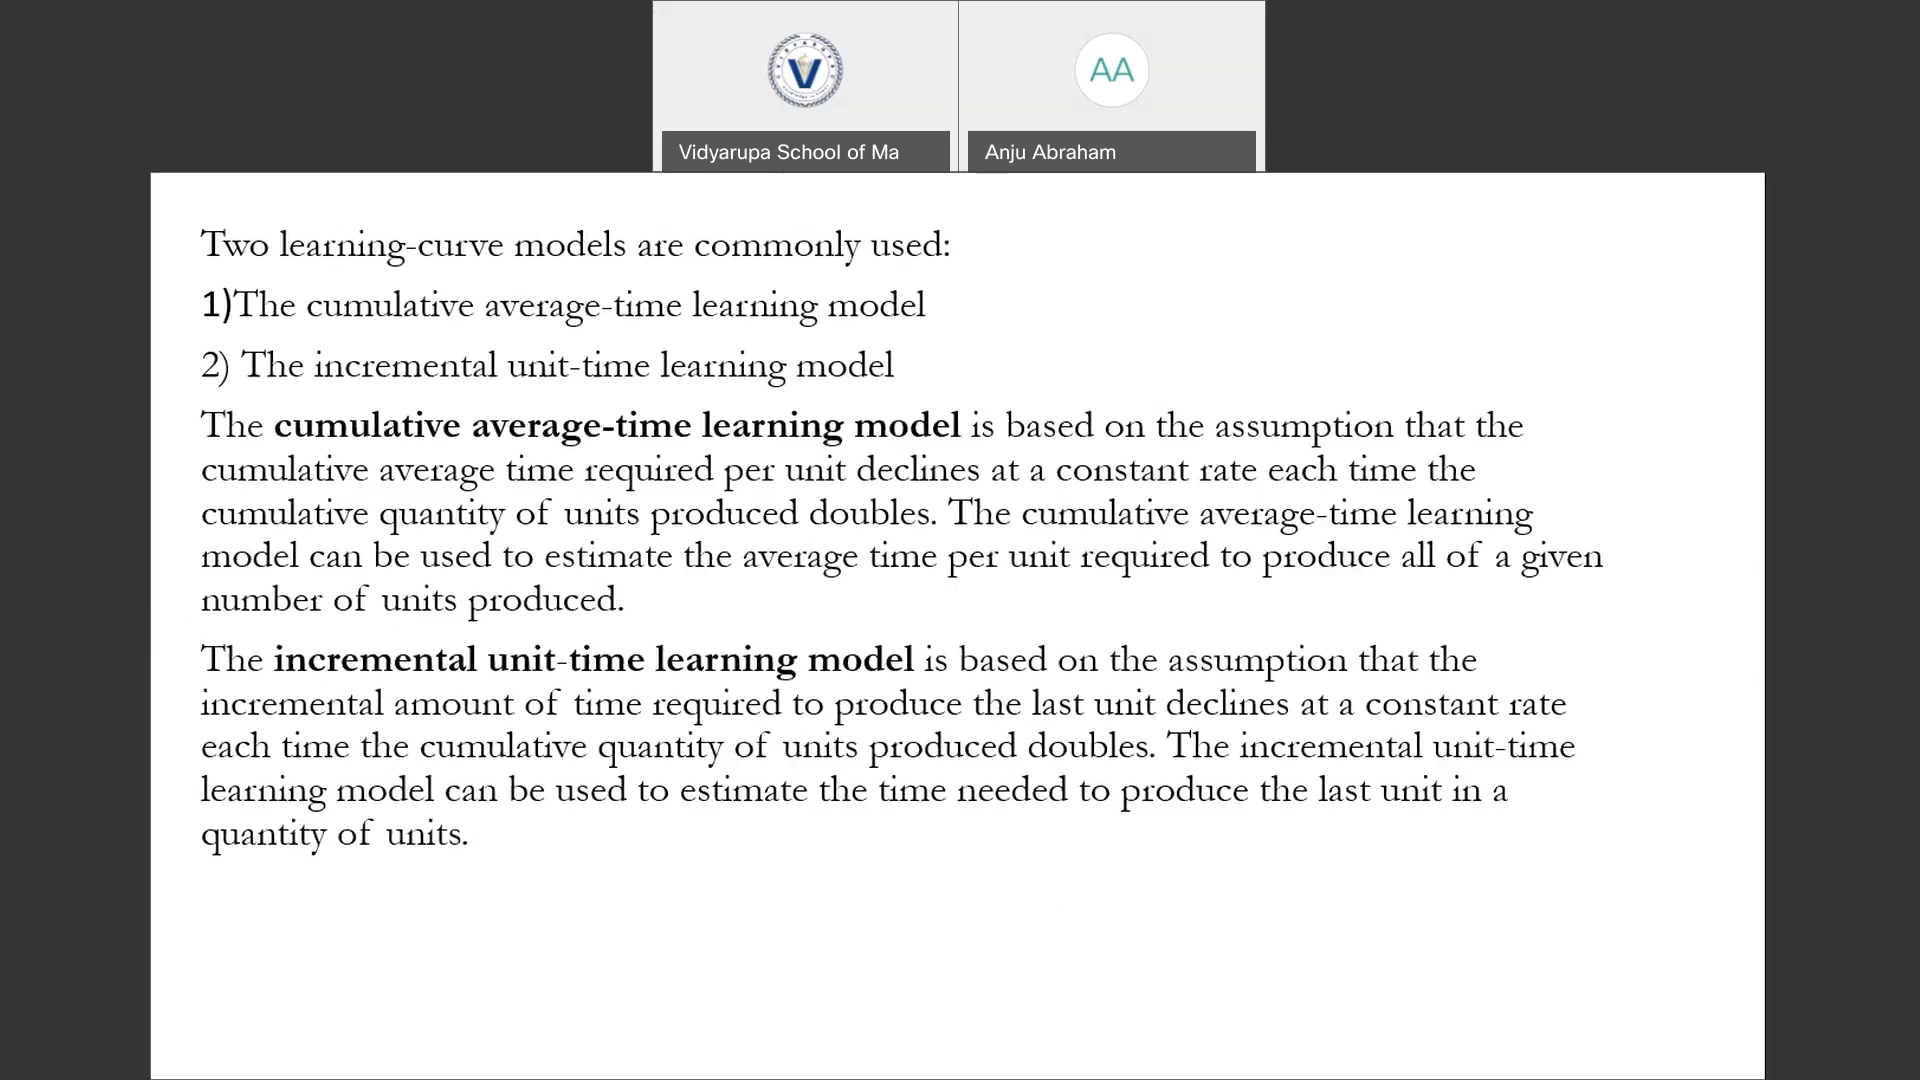 V
AA
Vidyarupa School of Ma
Anju Abraham
Two learning-curve models are commonly used:
1)The cumulative average-time learning model
2) The incremental unit-time learning model
The cumulative average-time learning model is based on the assumption that the
cumulative average time required per unit declines at a constant rate each time the
cumulative quantity of units produced doubles. The cumulative average-time learning
model can be used to estimate the average time per unit required to produce all of a given
number of units produced.
The incremental unit-time learning model is based on the assumption that the
incremental amount of time required to produce the last unit declines at a constant rate
each time the cumulative quantity of units produced doubles. The incremental unit-time
learning model can be used to estimate the time needed to produce the last unit in a
quantity of units.